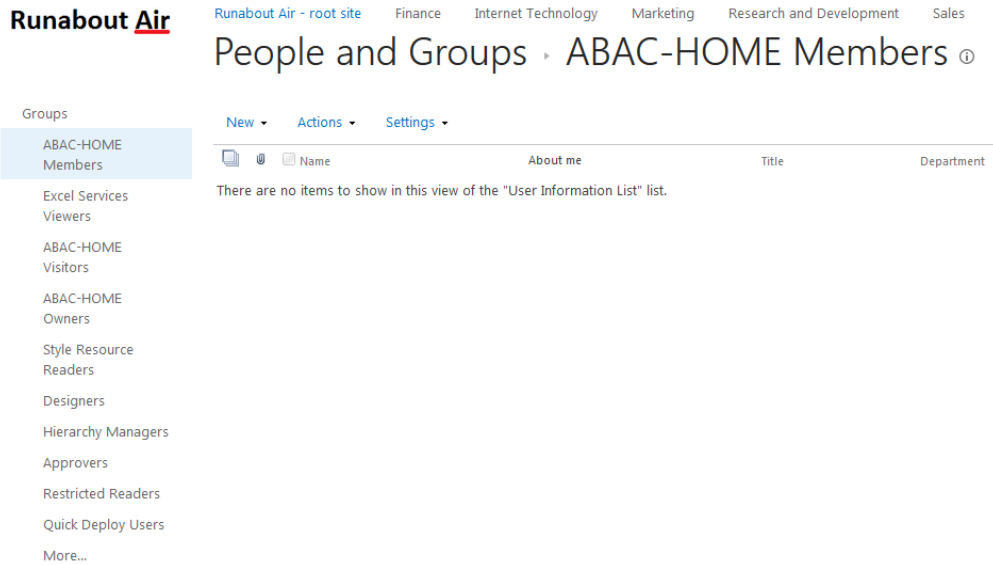 Runabout Air
Runabout Air - root site Finance Internet Technology Marketing Research and Development Sales
People and Groups ABAC-HOME Members
Groups
New Actions Settings
ABAC-HOME
Members
Name About me Title Department
There are no items to show in this view of the "User Information List" list.
Excel Services
Viewers
ABAC-HOME
Visitors
ABAC-HOME
Owners
Style Resource
Readers
Designers
Hierarchy Managers
Approvers
Restricted Readers
Quick Deploy Users
More...